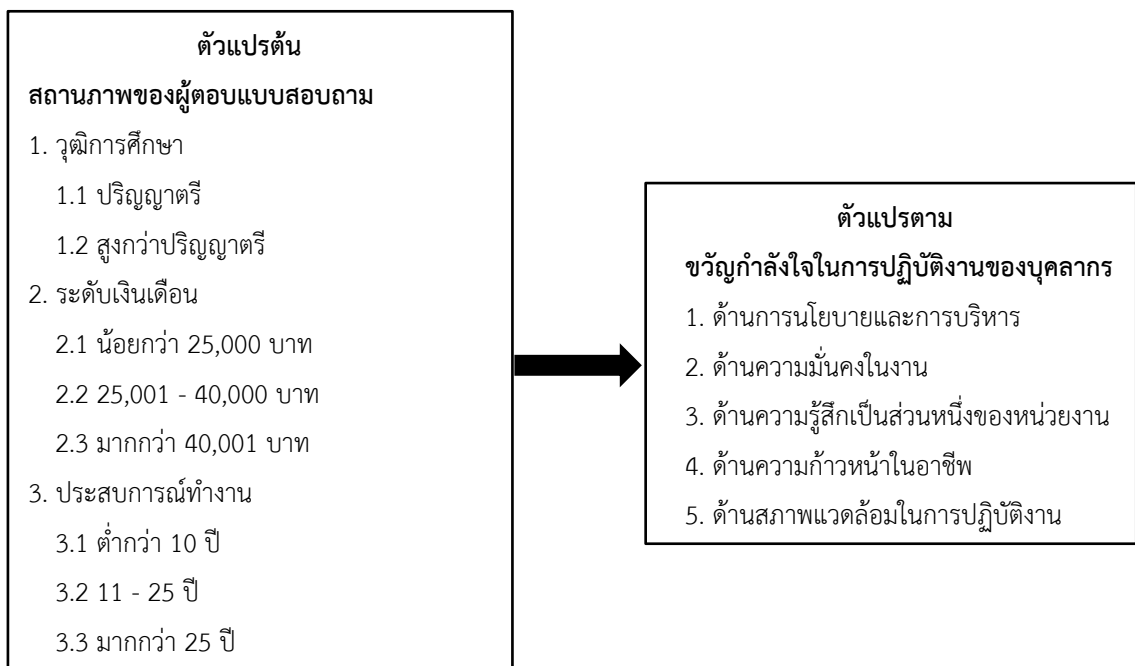 ตัวแปรต้น
สถานภาพของผู้ตอบแบบสอบถาม
1. วุฒิการศึกษา
1.1 ปริญญาตรี
1.2 สูงกว่าปริญญาตรี
2. ระดับเงินเดือน
2.1 น้อยกว่า 25,000 บาท
2.2 25,001 - 40,000 บาท
2.3 มากกว่า 40,001 บาท
3. ประสบการณ์ทำงาน
3.1 ต่ำกว่า 10 ปี
3.2 11 - 25 ปี
3.3 มากกว่า 25 ปี
ตัวแปรตาม
ขวัญกำลังใจในการปฏิบัติงานของบุคลากร
1. ด้านการนโยบายและการบริหาร
2. ด้านความมั่นคงในงาน
3. ด้านความรู้สึกเป็นส่วนหนึ่งของหน่วยงาน
4. ด้านความก้าวหน้าในอาชีพ
5. ด้านสภาพแวดล้อมในการปฏิบัติงาน